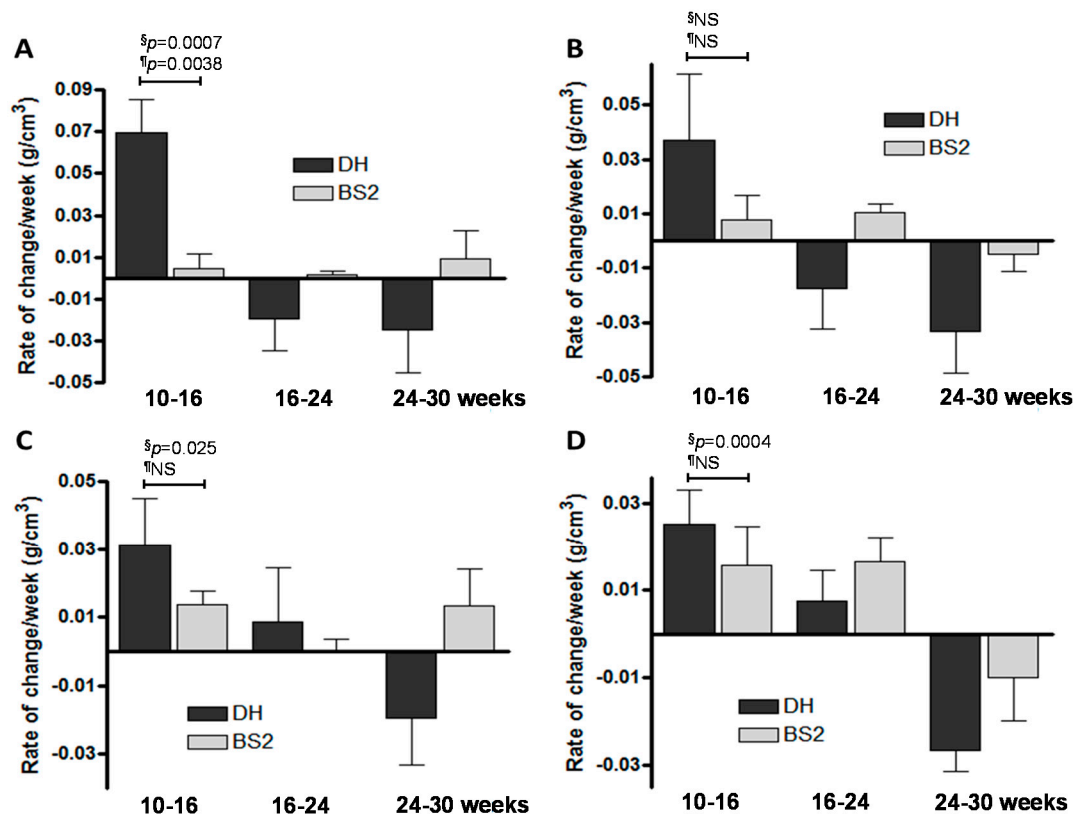 A
§p=0.0007
¶p=0.0038
Rate of change/week (g/cm³)
0.09
0.07
0.05
0.03
0.01
-0.01
-0.03
-0.05
DH
BS2
10-16 16-24 24-30 weeks
B
§NS
¶NS
Rate of change/week (g/cm³)
0.05
0.03
0.01
-0.01
-0.03
-0.05
DH
BS2
10-16 16-24 24-30 weeks
C
§p=0.025
¶NS
Rate of change/week (g/cm³)
0.05
0.03
0.01
-0.01
-0.03
DH
BS2
10-16 16-24 24-30 weeks
D
§p=0.0004
¶NS
Rate of change/week (g/cm³)
0.03
0.01
-0.01
-0.03
DH
BS2
10-16 16-24 24-30 weeks